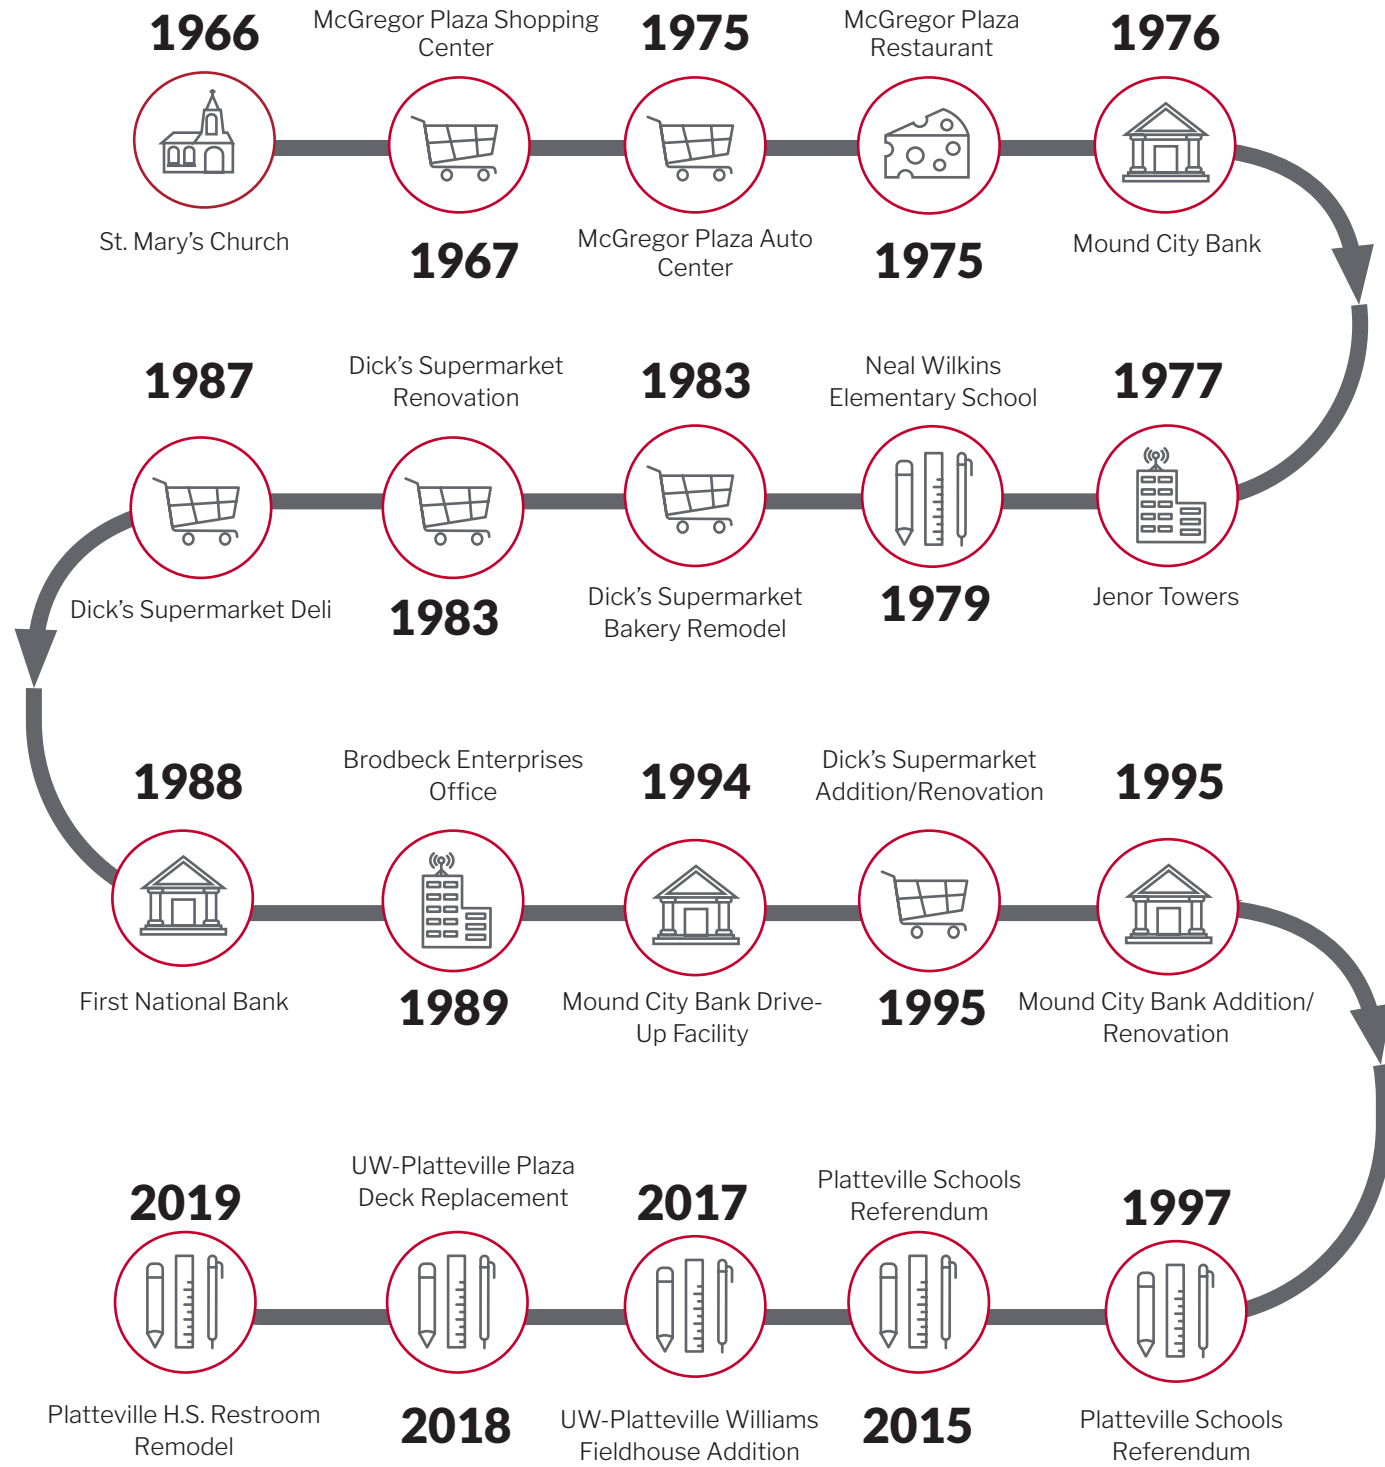 1966
McGregor Plaza Shopping
Center
1975
McGregor Plaza
Restaurant
1976
St. Mary's Church
1967
McGregor Plaza Auto
Center
1975
Mound City Bank
1987
Dick's Supermarket
Renovation
1983
Neal Wilkins
Elementary School
1977
Dick's Supermarket Deli
1983
Dick's Supermarket
Bakery Remodel
1979
Jenor Towers
1988
Brodbeck Enterprises
Office
1994
Dick's Supermarket
Addition/Renovation
1995
First National Bank
1989
Mound City Bank Drive-
Up Facility
1995
Mound City Bank Addition/
Renovation
2019
UW-Platteville Plaza
Deck Replacement
2017
Platteville Schools
Referendum
1997
Platteville H.S. Restroom
Remodel
2018
UW-Platteville Williams
Fieldhouse Addition
2015
Platteville Schools
Referendum